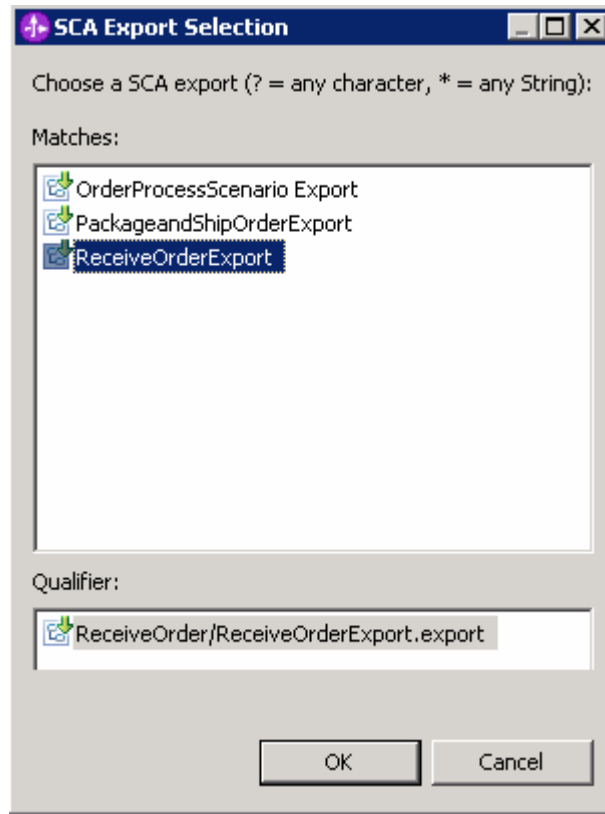 SCA Export Selection
Choose a SCA export (? = any character, * = any String):
Matches:
OrderProcessScenario Export
PackageandShipOrderExport
ReceiveOrderExport
Qualifier:
ReceiveOrder/ReceiveOrderExport.export
OK Cancel